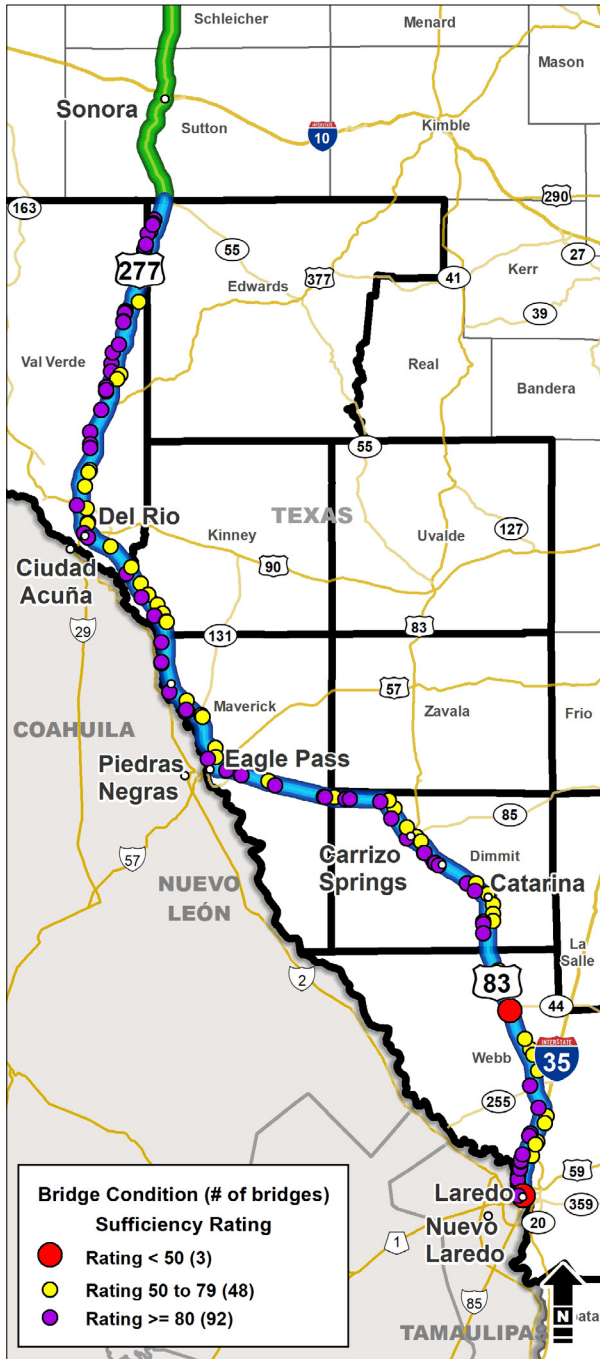 Schleicher
Menard
Mason
Sonora
Sutton
INTERSTATE
10
Kimble
163
290
277
55
377
41
Kerr
27
Edwards
39
Val Verde
Real
Bandera
55
Del Rio
Kinney
TEXAS
Uvalde
127
Ciudad
Acuña
90
29
131
83
57
Maverick
Zavala
Frio
COAHUILA
Piedras
Negras
Eagle Pass
85
57
Carrizo
Springs
Dimmit
Catarina
NUEVO
LEÓN
La
Salle
2
83
44
INTERSTATE
35
Webb
255
59
Laredo
359
20
Nuevo
Laredo
1
85
TAMAULIPAS
N
Bridge Condition (# of bridges)
Sufficiency Rating
Rating < 50 (3)
Rating 50 to 79 (48)
Rating >= 80 (92)